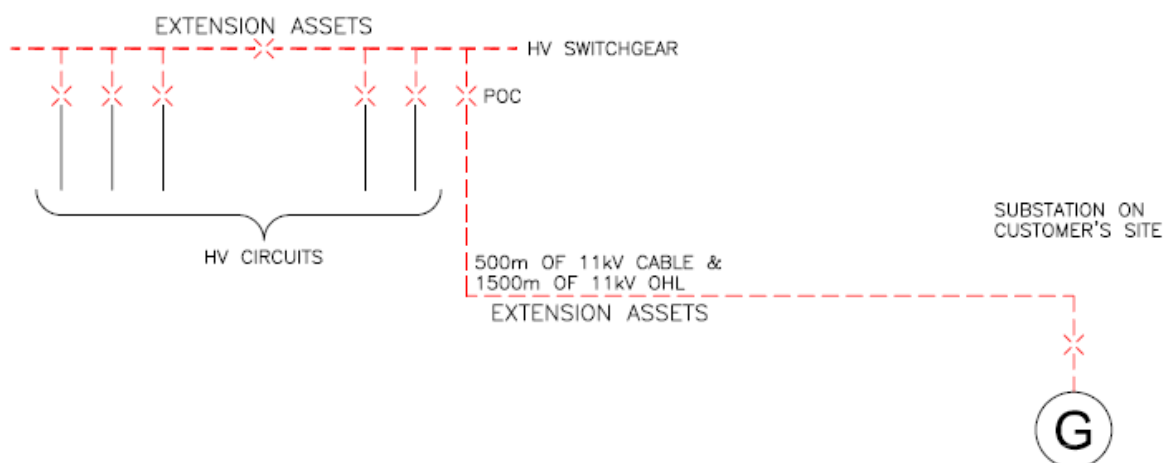 EXTENSION ASSETS
HV SWITCHGEAR
POC
HV CIRCUITS
SUBSTATION ON
CUSTOMER'S SITE
500m OF 11kV CABLE &
1500m OF 11kV OHL
EXTENSION ASSETS
G